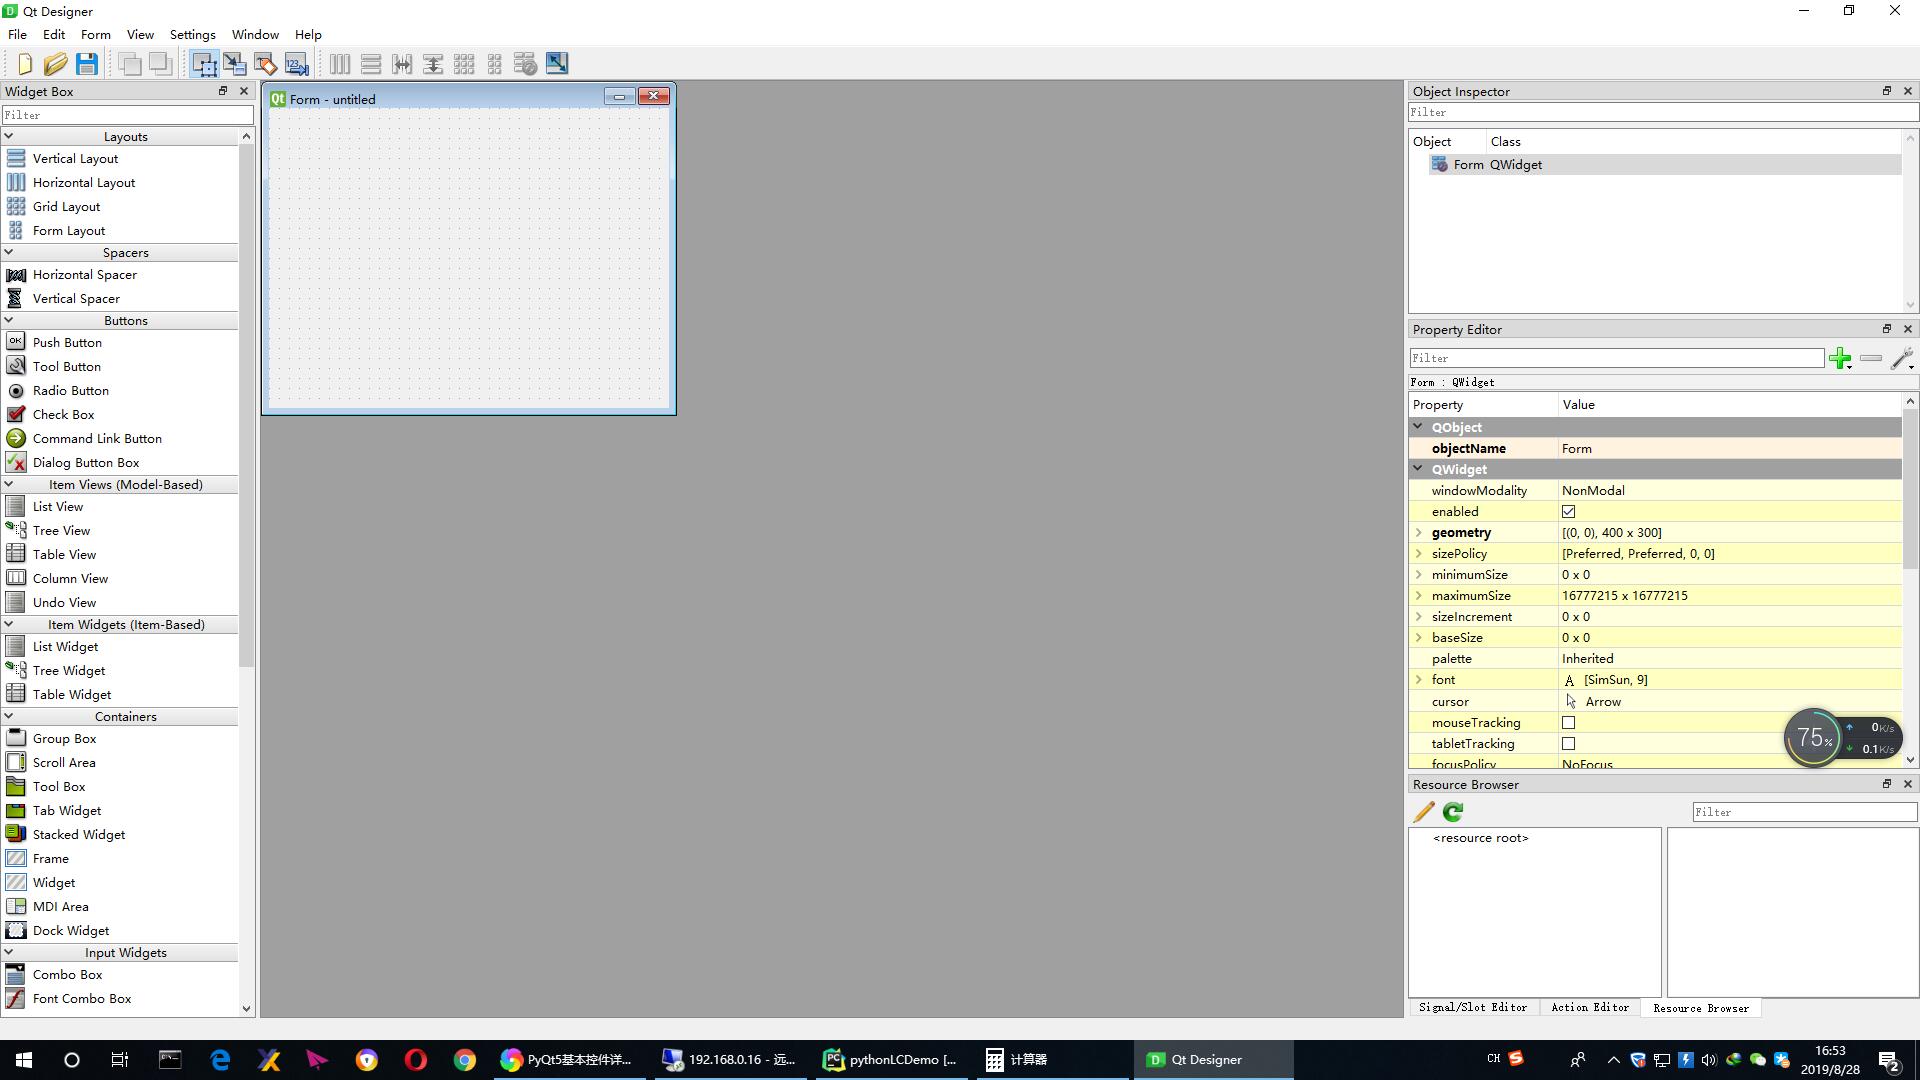 Qt Designer
File Edit Form View Settings Window Help
Widget Box
Filter
Layouts
Vertical Layout
Horizontal Layout
Grid Layout
Form Layout
Spacers
Horizontal Spacer
Vertical Spacer
Buttons
Push Button
Tool Button
Radio Button
Check Box
Command Link Button
Dialog Button Box
Item Views (Model-Based)
List View
Tree View
Table View
Column View
Undo View
Item Widgets (Item-Based)
List Widget
Tree Widget
Table Widget
Containers
Group Box
Scroll Area
Tool Box
Tab Widget
Stacked Widget
Frame
Widget
MDI Area
Dock Widget
Input Widgets
Combo Box
Font Combo Box
Form - untitled
Object Inspector
Filter
Object Class
Form QWidget
Property Editor
Filter
Form : QWidget
Property Value
QObject
objectName Form
QWidget
windowModality NonModal
enabled
geometry [(0, 0), 400 x 300]
sizePolicy [Preferred, Preferred, 0, 0]
minimumSize 0 x 0
maximumSize 16777215 x 16777215
sizeIncrement 0 x 0
baseSize 0 x 0
palette Inherited
font A [SimSun, 9]
cursor Arrow
mouseTracking
tabletTracking
focusPolicy NoFocus
75%
0K/s
0.1K/s
Resource Browser
Filter
<resource root>
Signal/Slot Editor Action Editor Resource Browser
PyQt5基本控件详... 192.168.0.16 - 远... pythonLCDemo [... 计算器 Qt Designer
CH
16:53
2019/8/28
2